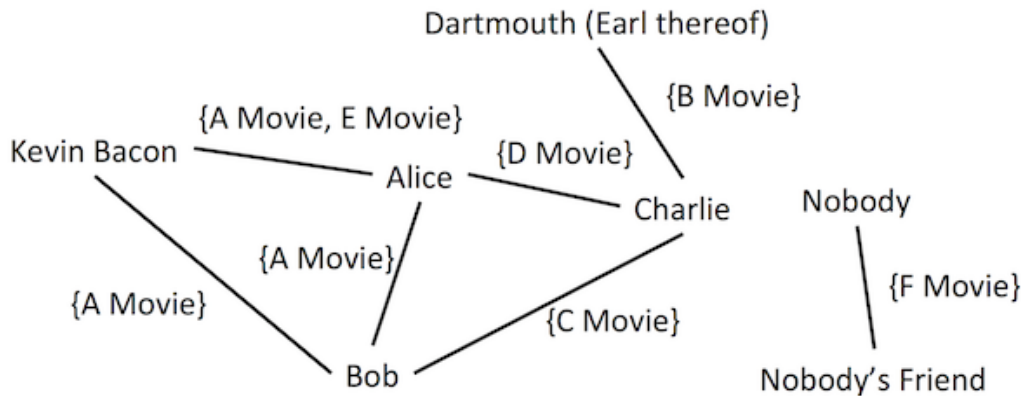 Dartmouth (Earl thereof)
{B Movie}
{A Movie, E Movie}
Kevin Bacon
{D Movie}
Alice
Charlie
Nobody
{A Movie}
{F Movie}
{A Movie}
{C Movie}
Bob
Nobody’s Friend